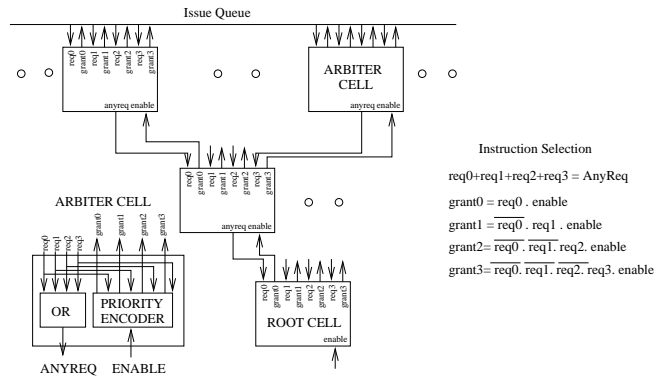 Issue Queue
req0 grant0 req1 grant1 req2 grant2 req3 grant3
anyreq enable
ARBITER
CELL
anyreq enable
Instruction Selection
req0+req1+req2+req3 = AnyReq
grant0 = req0 . enable
grant1 = req0 . req1 . enable
grant2= req0 . req1. req2. enable
grant3= req0. req1. req2. req3. enable
req0 grant0 req1 grant1 req2 grant2 req3 grant3
anyreq enable
ARBITER CELL
req0 req1 req2 req3 grant0 grant1 grant2 grant3
OR
PRIORITY
ENCODER
ANYREQ ENABLE
req0 grant0 req1 grant1 req2 grant2 req3 grant3
ROOT CELL
enable